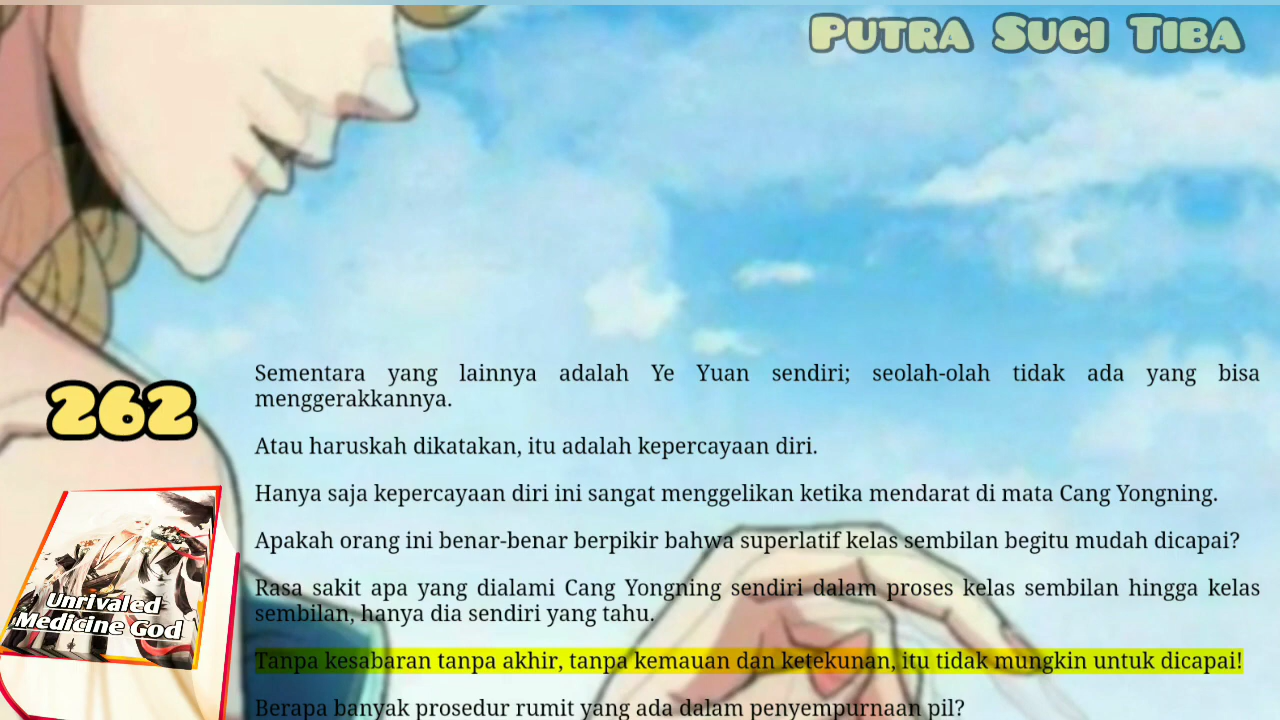 PUTRA SUCI TIBA
Sementara yang lainnya adalah Ye Yuan sendiri; seolah-olah tidak ada yang bisa
menggerakkannya.
Atau haruskah dikatakan, itu adalah kepercayaan diri.
Hanya saja kepercayaan diri ini sangat menggelikan ketika mendarat di mata Cang Yongning.
Apakah orang ini benar-benar berpikir bahwa superlatif kelas sembilan begitu mudah dicapai?
Rasa sakit apa yang dialami Cang Yongning sendiri dalam proses kelas sembilan hingga kelas
sembilan, hanya dia sendiri yang tahu.
Tanpa kesabaran tanpa akhir, tanpa kemauan dan ketekunan, itu tidak mungkin untuk dicapai!
Berapa banyak prosedur rumit yang ada dalam penyempurnaan pil?
262
Unrivaled
Medicine God